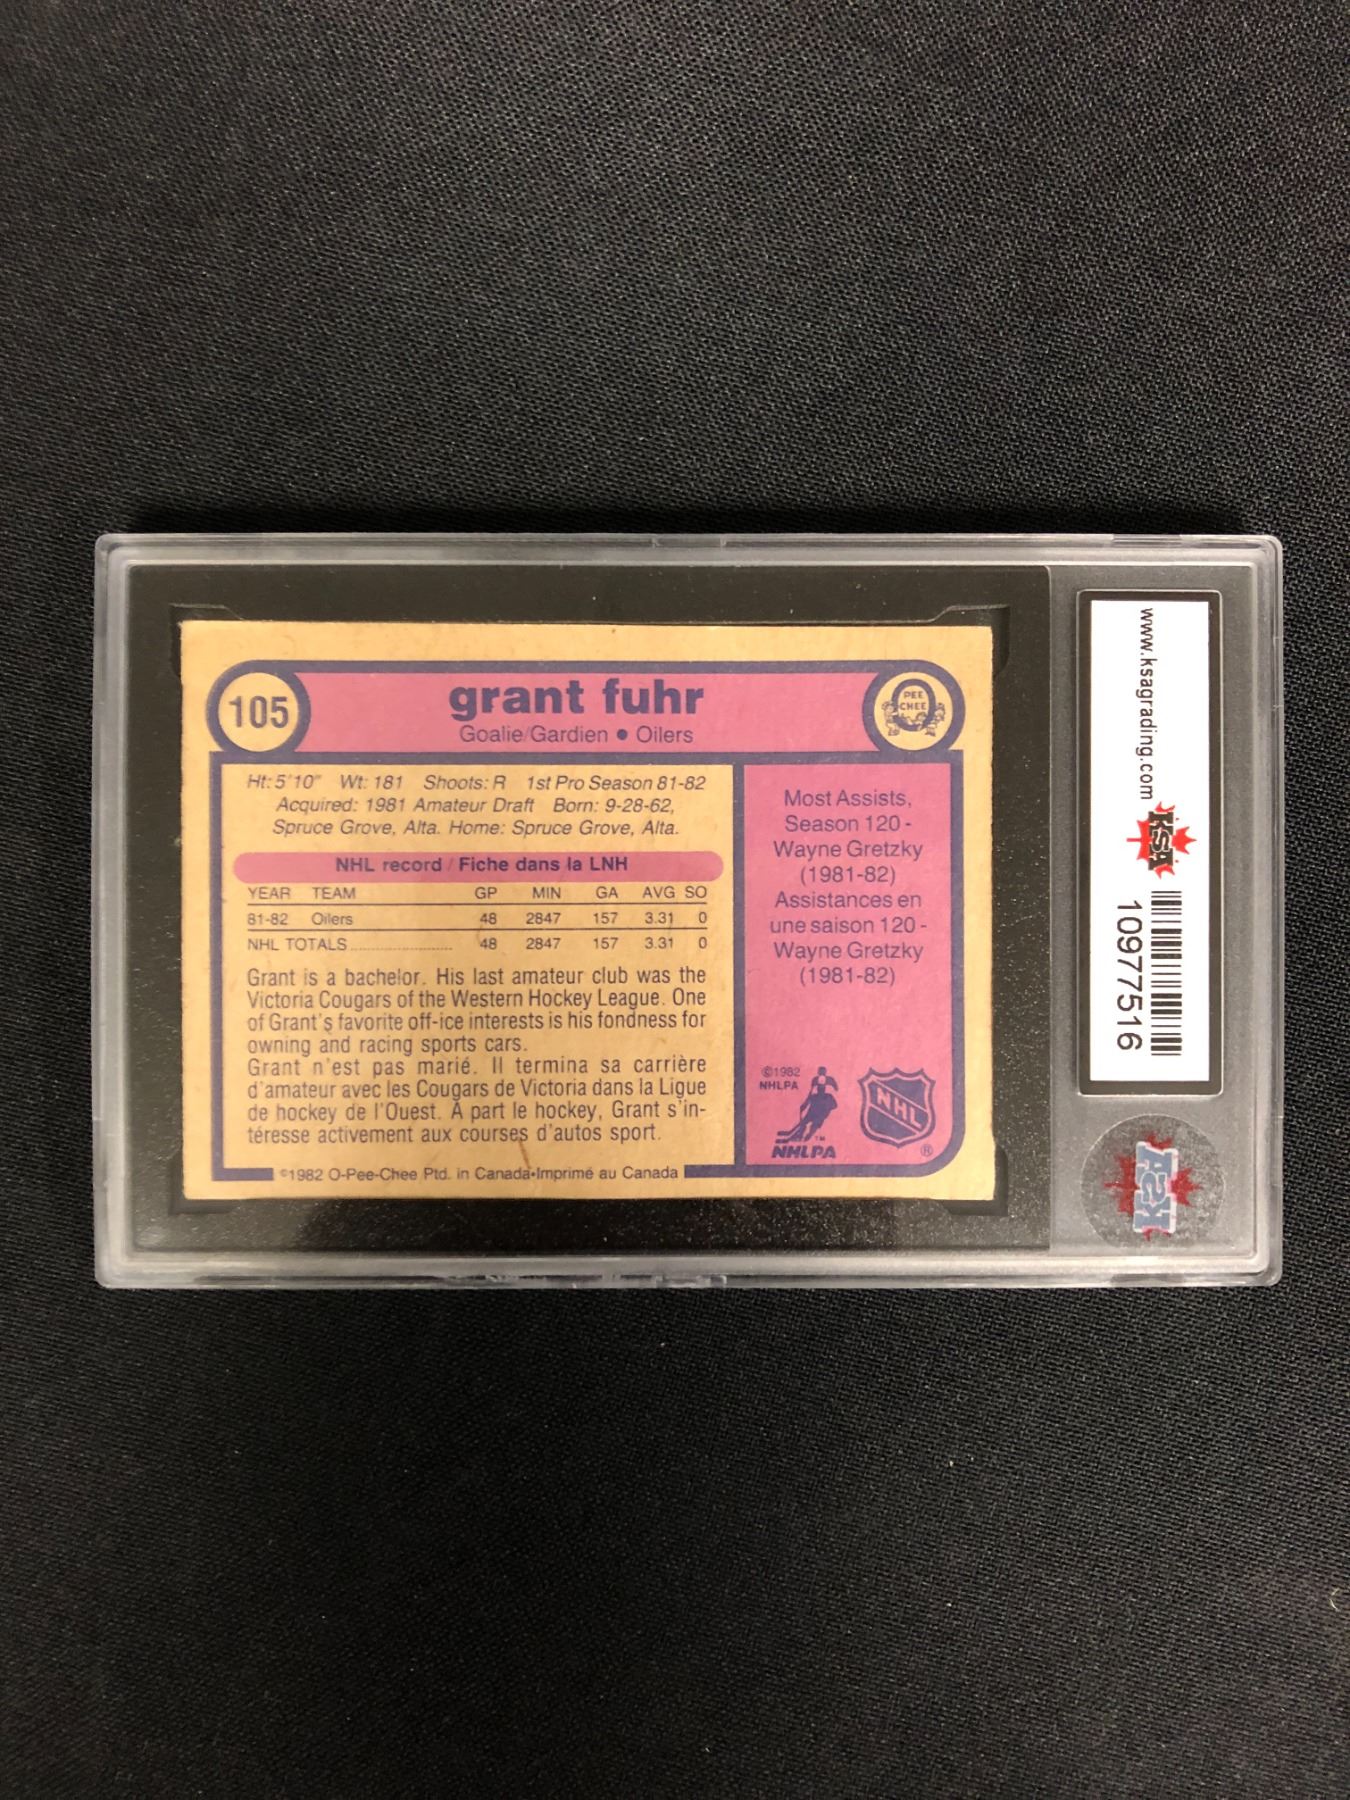 105
grant fuhr
Goalie/Gardien • Oilers
O
PEE
CHEE
Ht: 5'10" Wt: 181 Shoots: R 1st Pro Season 81-82
Acquired: 1981 Amateur Draft Born: 9-28-62,
Spruce Grove, Alta. Home: Spruce Grove, Alta.
NHL record / Fiche dans la LNH
YEAR TEAM GP MIN GA AVG SO
81-82 Oilers 48 2847 157 3.31 0
NHL TOTALS 48 2847 157 3.31 0
Grant is a bachelor. His last amateur club was the
Victoria Cougars of the Western Hockey League. One
of Grant's favorite off-ice interests is his fondness for
owning and racing sports cars.
Grant n'est pas marié. Il termina sa carrière
d'amateur avec les Cougars de Victoria dans la Ligue
de hockey de l'Ouest. À part le hockey, Grant s'in-
téresse activement aux courses d'autos sport.
©1982 O-Pee-Chee Ptd. in Canada•Imprimé au Canada
Most Assists,
Season 120 -
Wayne Gretzky
(1981-82)
Assistances en
une saison 120 -
Wayne Gretzky
(1981-82)
©1982
NHLPA
NHLPA
TM
NHL
®
www.ksagrading.com
KSA
10977516
KSA